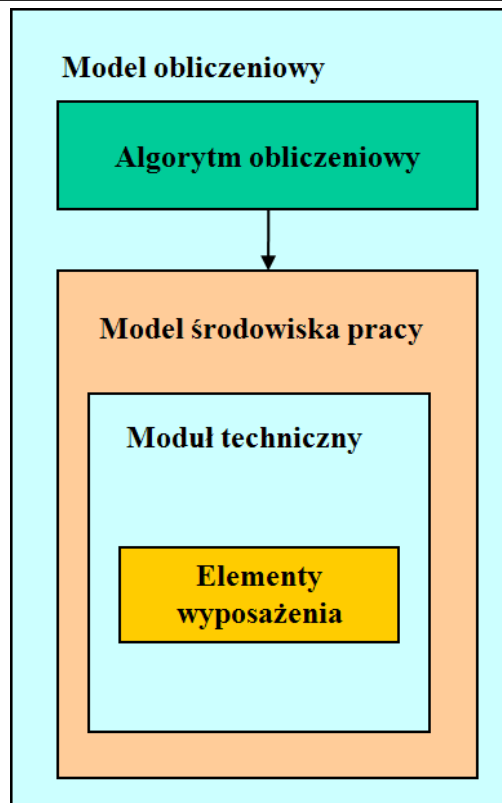 Model obliczeniowy
Algorytm obliczeniowy
Model środowiska pracy
Moduł techniczny
Elementy
wyposażenia